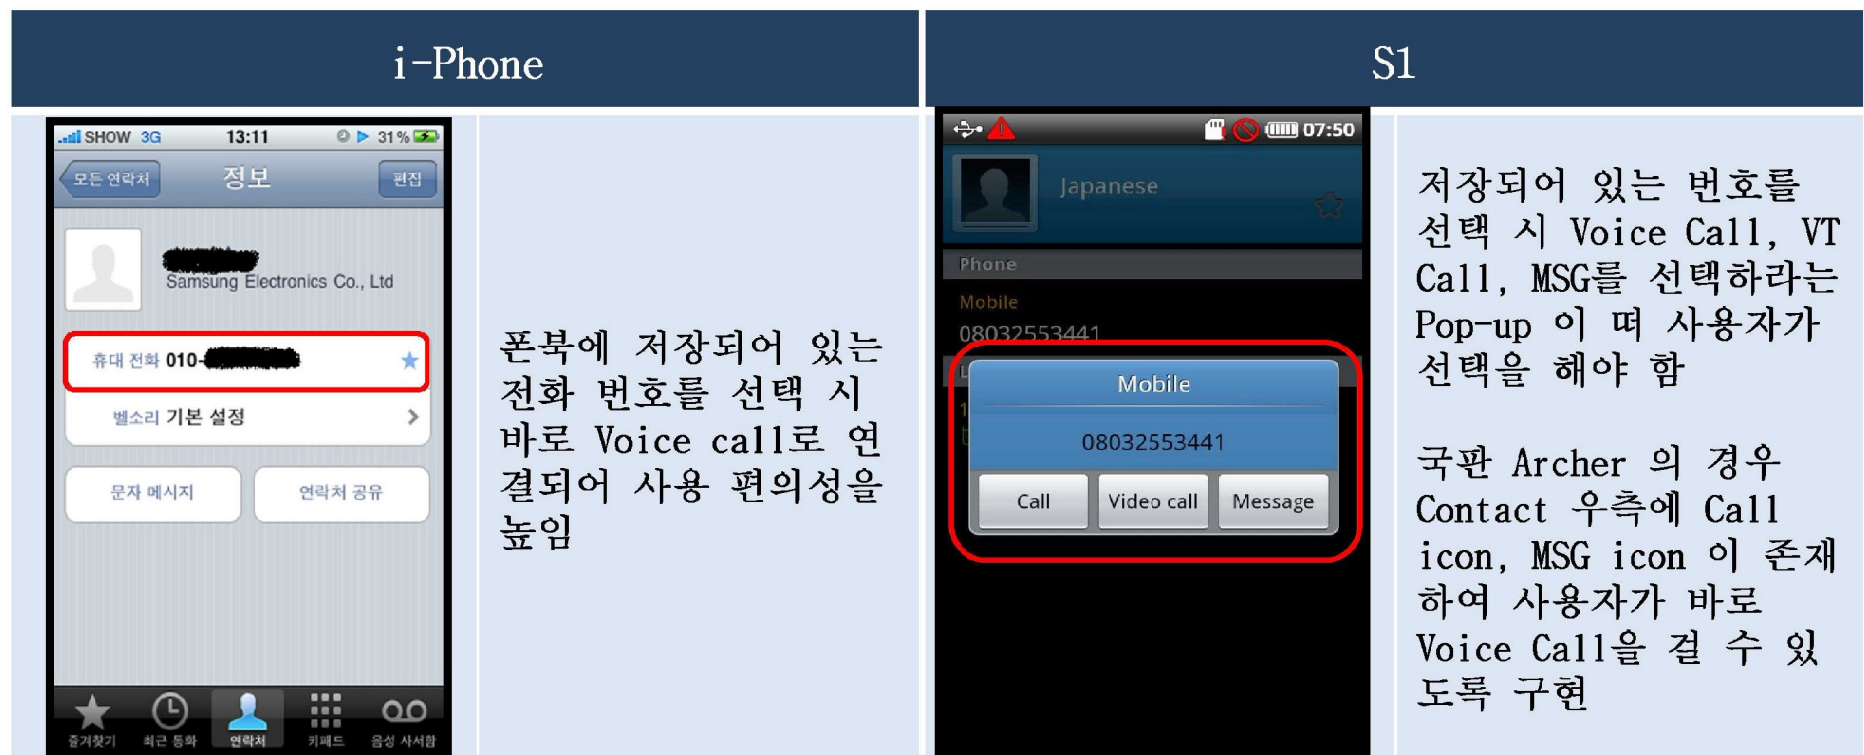 i-Phone
S1
SHOW 3G 13:11 31%
모든 연락처 정보 편집
Samsung Electronics Co., Ltd
휴대 전화 010-
벨소리 기본 설정
문자 메시지 연락처 공유
즐겨찾기 최근 통화 연락처 키패드 음성 사서함
폰북에 저장되어 있는
전화 번호를 선택 시
바로 Voice call로 연
결되어 사용 편의성을
높임
07:50
Japanese
Phone
Mobile
08032553441
Mobile
08032553441
Call Video call Message
저장되어 있는 번호를
선택 시 Voice Call, VT
Call, MSG를 선택하라는
Pop-up 이 떠 사용자가
선택을 해야 함
국판 Archer 의 경우
Contact 우측에 Call
icon, MSG icon 이 존재
하여 사용자가 바로
Voice Call을 걸 수 있
도록 구현